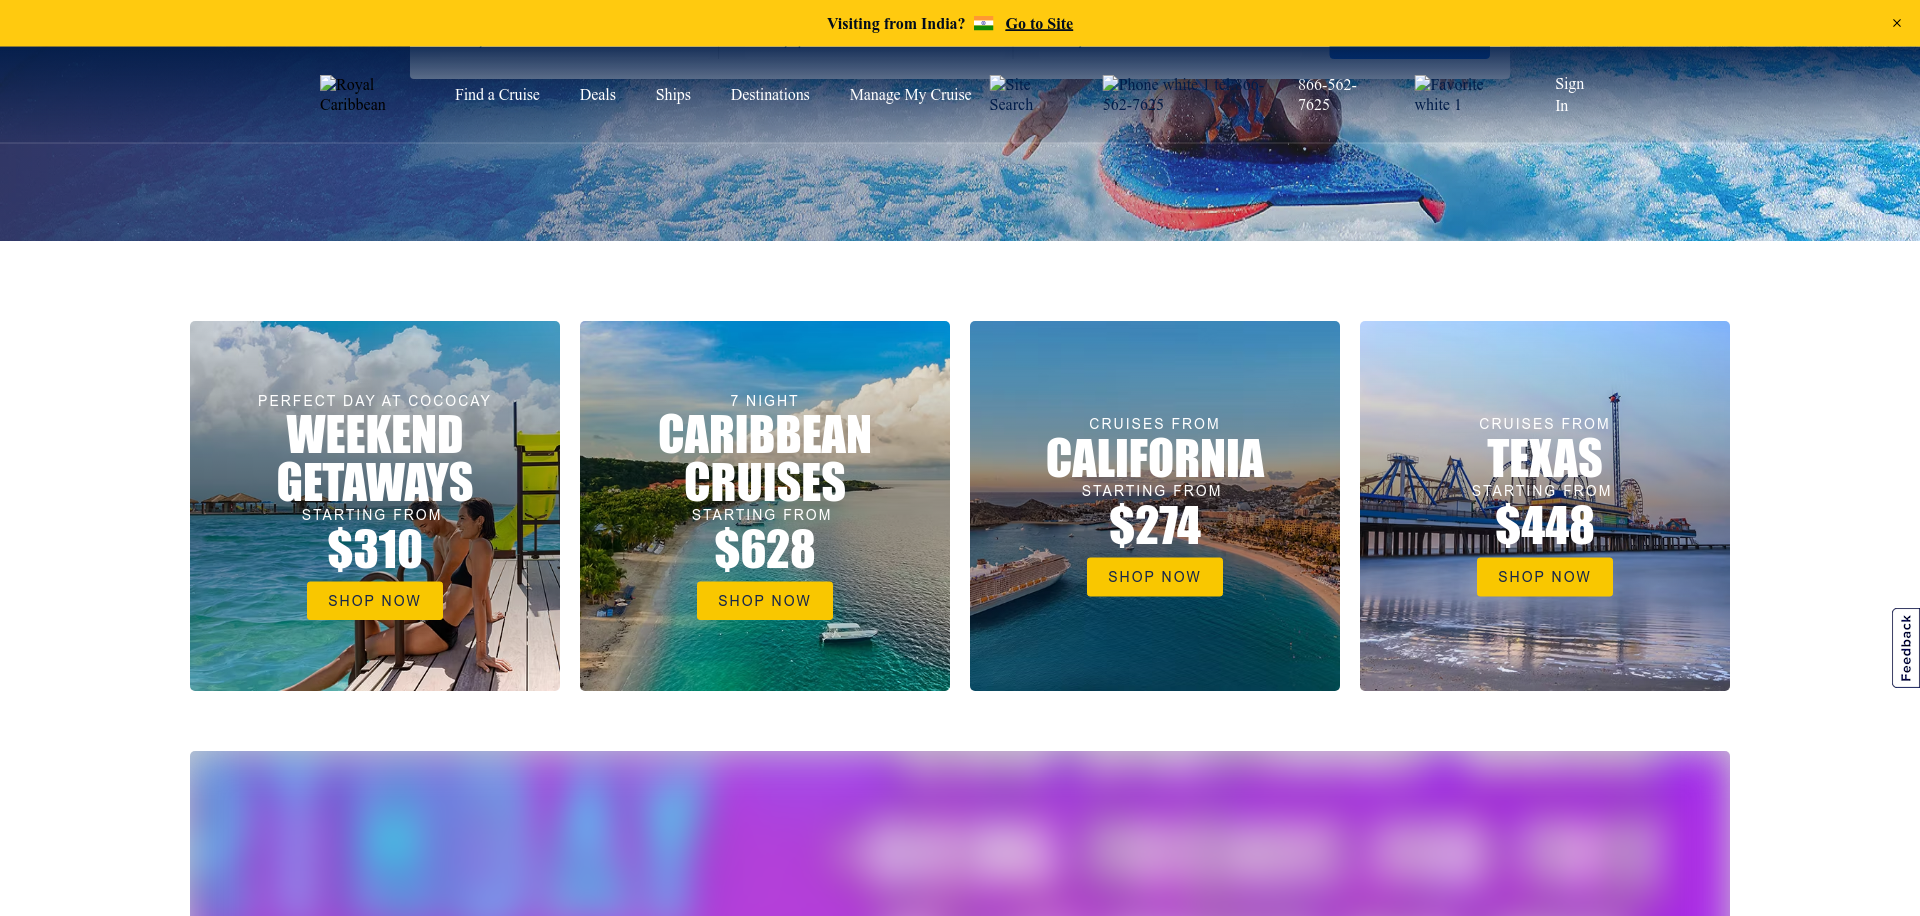 Visiting from India? Go to Site ×
Royal Caribbean
Find a Cruise
Deals
Ships
Destinations
Manage My Cruise
Site Search
Phone white 1
562-7625
866-562-7625
Favorite white 1
Sign In
PERFECT DAY AT COCOCAY
WEEKEND
GETAWAYS
STARTING FROM
$310
SHOP NOW
7 NIGHT
CARIBBEAN
CRUISES
STARTING FROM
$628
SHOP NOW
CRUISES FROM
CALIFORNIA
STARTING FROM
$274
SHOP NOW
CRUISES FROM
TEXAS
STARTING FROM
$448
SHOP NOW
Feedback